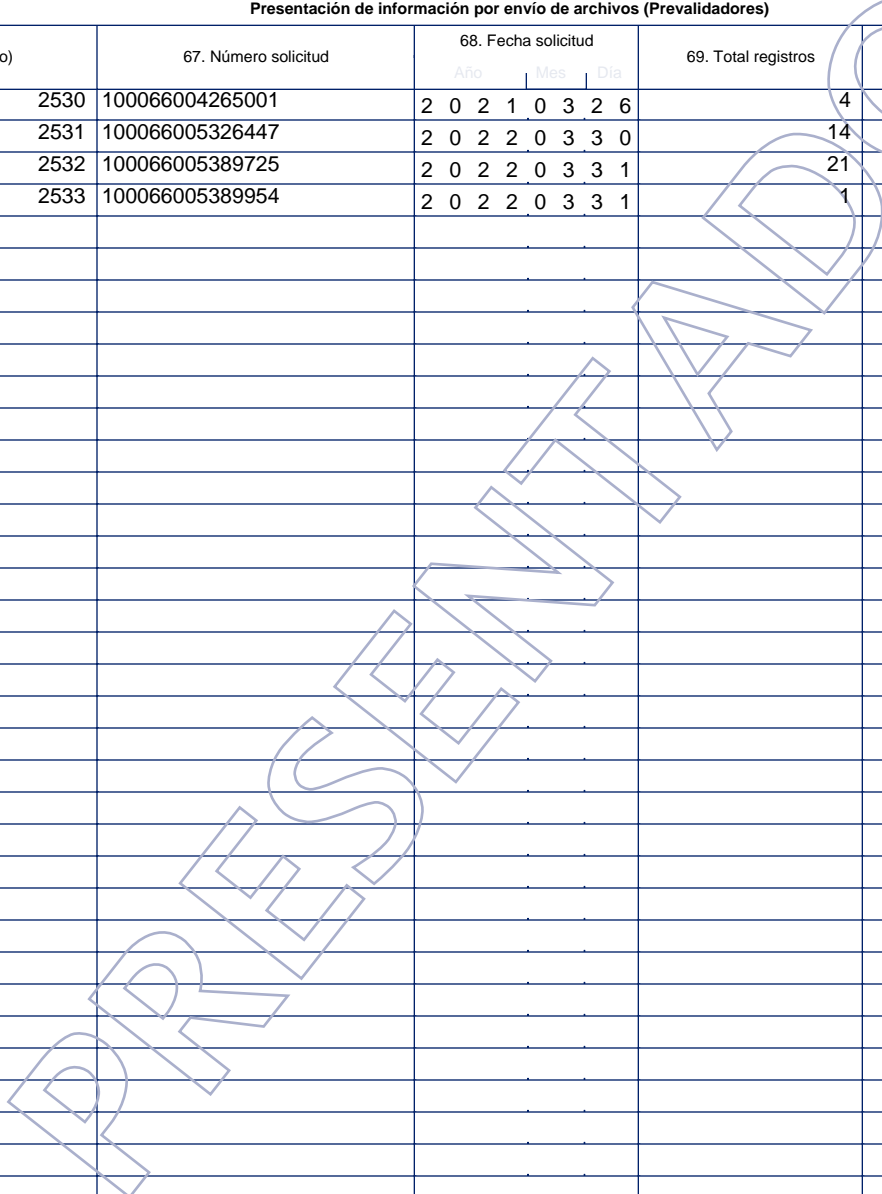 Presentación de información por envío de archivos (Prevalidadores)
o) 67. Número solicitud 68. Fecha solicitud 69. Total registros
Año Mes Día
2530 100066004265001 2 0 2 1 0 3 2 6 4
2531 100066005326447 2 0 2 2 0 3 3 0 14
2532 100066005389725 2 0 2 2 0 3 3 1 21
2533 100066005389954 2 0 2 2 0 3 3 1 1
PRESENTADO